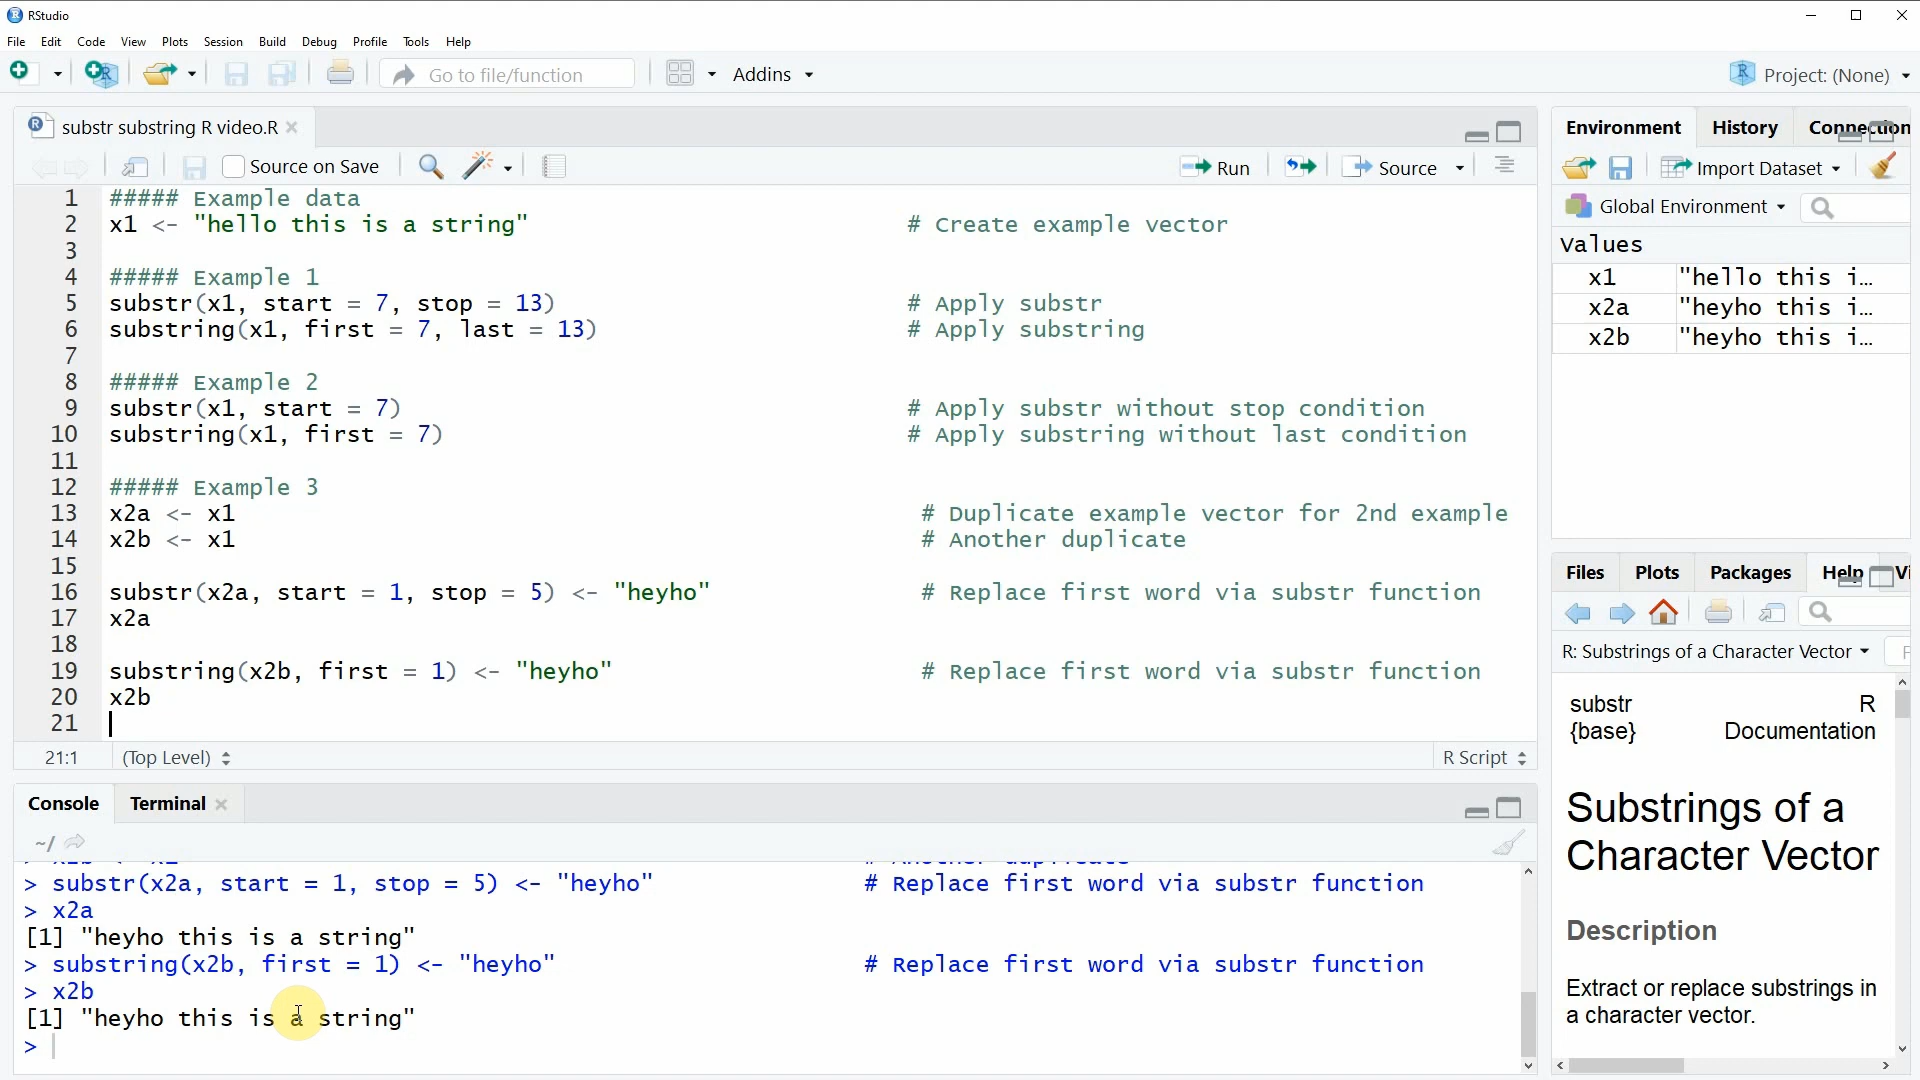 RStudio
File Edit Code View Plots Session Build Debug Profile Tools Help
Go to file/function
Addins
Project: (None)
substr substring R video.R
Source on Save
Run
Source
1 ##### Example data
2 x1 <- "hello this is a string" # Create example vector
3
4 ##### Example 1
5 substr(x1, start = 7, stop = 13) # Apply substr
6 substring(x1, first = 7, last = 13) # Apply substring
7
8 ##### Example 2
9 substr(x1, start = 7) # Apply substr without stop condition
10 substring(x1, first = 7) # Apply substring without last condition
11
12 ##### Example 3
13 x2a <- x1 # Duplicate example vector for 2nd example
14 x2b <- x1 # Another duplicate
15
16 substr(x2a, start = 1, stop = 5) <- "heyho" # Replace first word via substr function
17 x2a
18
19 substring(x2b, first = 1) <- "heyho" # Replace first word via substr function
20 x2b
21
21:1 (Top Level) R Script
Console Terminal
~/
> substr(x2a, start = 1, stop = 5) <- "heyho" # Replace first word via substr function
> x2a
[1] "heyho this is a string"
> substring(x2b, first = 1) <- "heyho" # Replace first word via substr function
> x2b
[1] "heyho this is a string"
>
Environment History Connection
Import Dataset
Global Environment
Values
x1 "hello this i…
x2a "heyho this i…
x2b "heyho this i…
Files Plots Packages Help Vi
R: Substrings of a Character Vector
substr R
{base} Documentation
Substrings of a
Character Vector
Description
Extract or replace substrings in
a character vector.